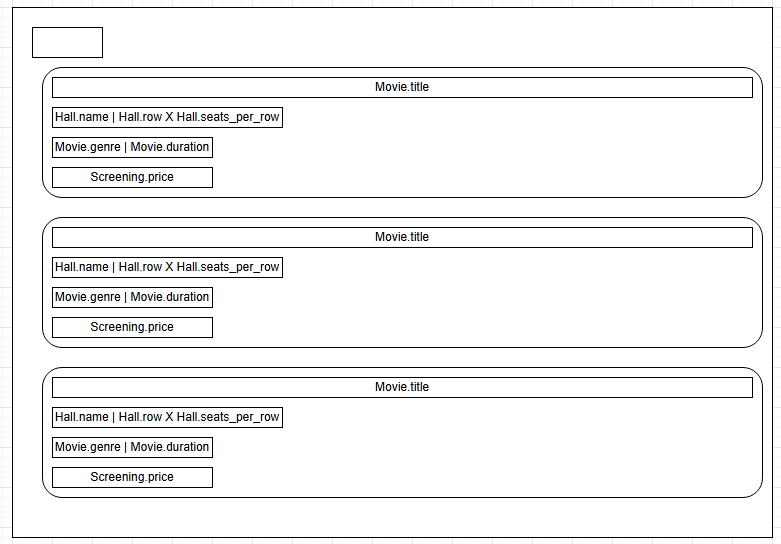 Movie.title
Hall.name | Hall.row X Hall.seats_per_row
Movie.genre | Movie.duration
Screening.price
Movie.title
Hall.name | Hall.row X Hall.seats_per_row
Movie.genre | Movie.duration
Screening.price
Movie.title
Hall.name | Hall.row X Hall.seats_per_row
Movie.genre | Movie.duration
Screening.price